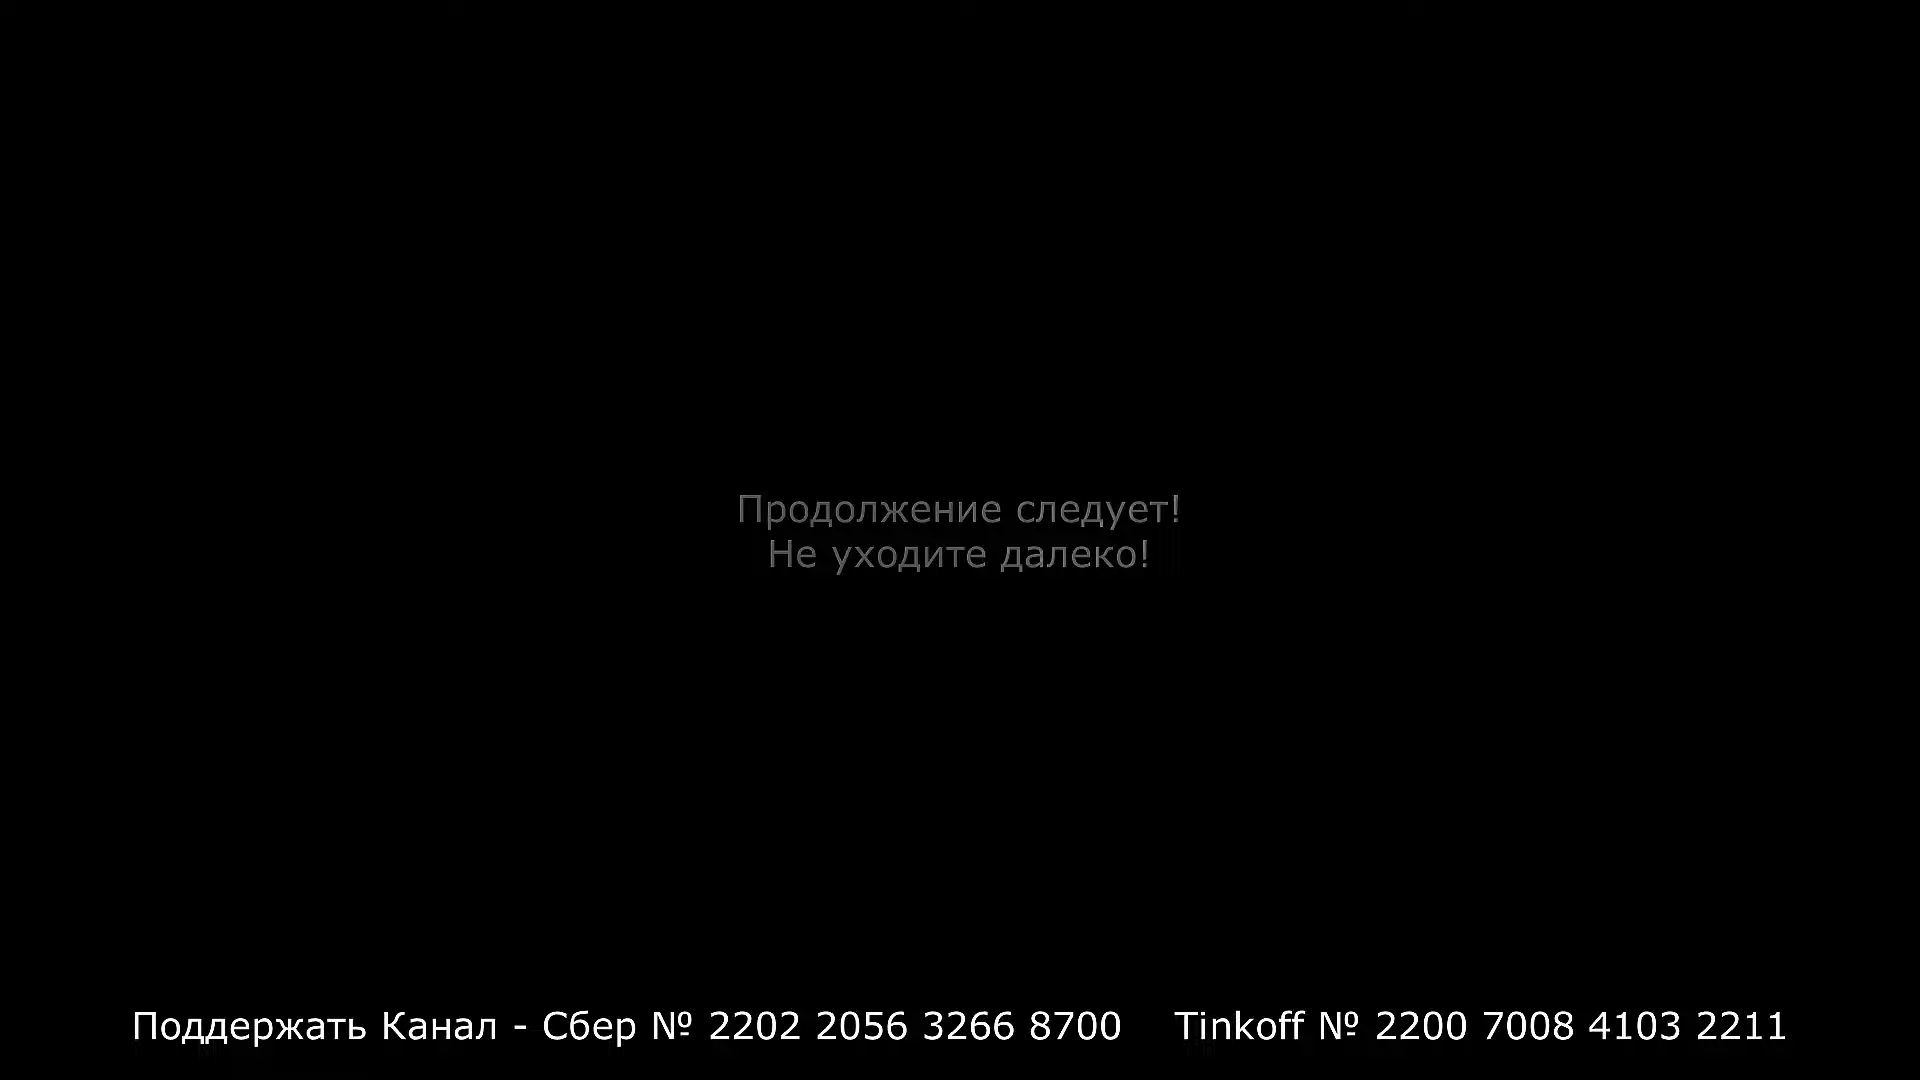 Продолжение следует!
Не уходите далеко!
Поддержать Канал - Сбер № 2202 2056 3266 8700 Tinkoff № 2200 7008 4103 2211